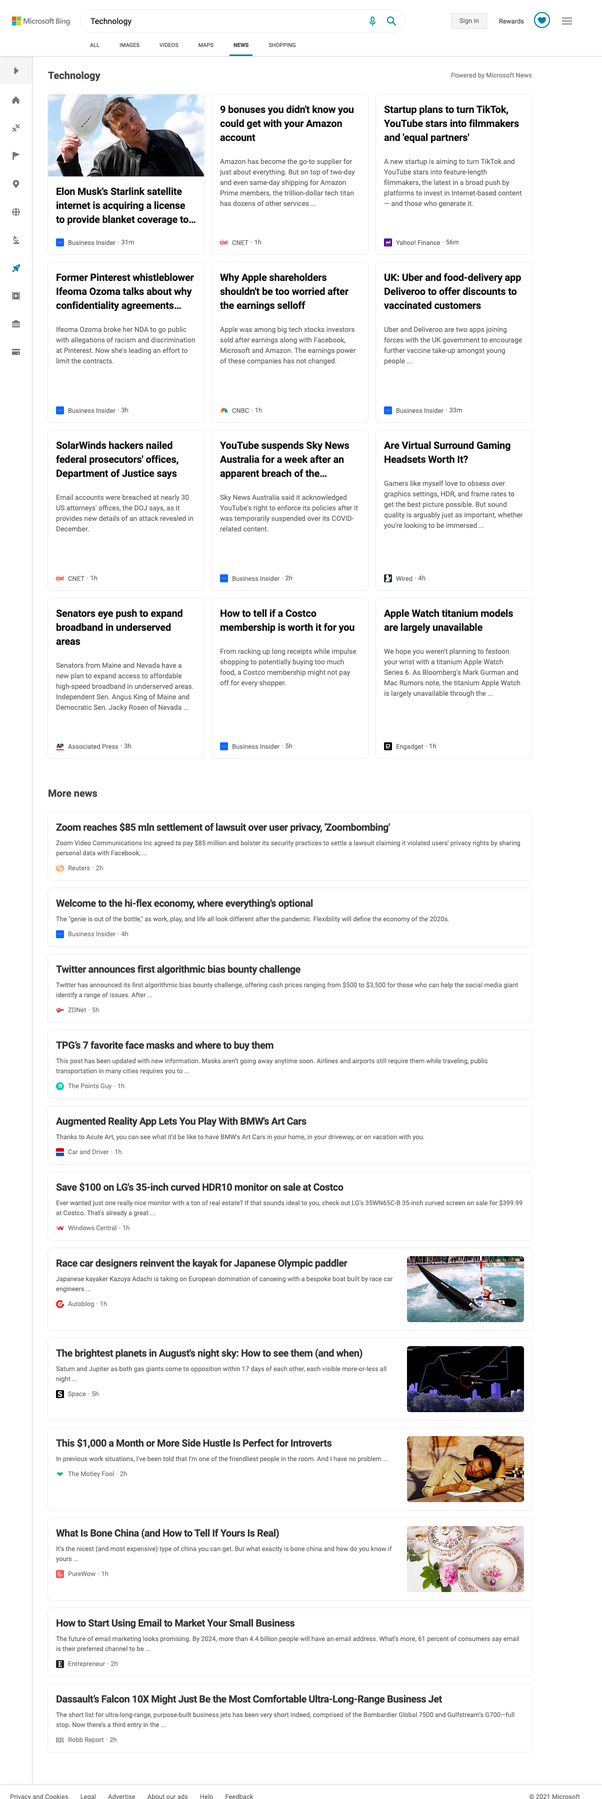 Microsoft Bing
Technology
Sign in
Rewards
ALL
IMAGES
VIDEOS
MAPS
NEWS
SHOPPING
Technology
Powered by Microsoft News
Elon Musk's Starlink satellite
internet is acquiring a license
to provide blanket coverage to...
Business Insider · 31m
9 bonuses you didn't know you
could get with your Amazon
account
Amazon has become the go-to supplier for
just about everything. But on top of two-day
and even same-day shipping for Amazon
Prime members, the trillion-dollar tech titan
has dozens of other services ...
CNET · 1h
Startup plans to turn TikTok,
YouTube stars into filmmakers
and 'equal partners'
A new startup is aiming to turn TikTok and
YouTube stars into feature-length
filmmakers, the latest in a broad push by
platforms to invest in Internet-based content
— and those who generate it.
Yahoo! Finance · 56m
Former Pinterest whistleblower
Ifeoma Ozoma talks about why
confidentiality agreements...
Ifeoma Ozoma broke her NDA to go public
with allegations of racism and discrimination
at Pinterest. Now she's leading an effort to
limit the contracts.
Business Insider · 3h
Why Apple shareholders
shouldn't be too worried after
the earnings selloff
Apple was among big tech stocks investors
sold after earnings along with Facebook,
Microsoft and Amazon. The earnings power
of these companies has not changed.
CNBC · 1h
UK: Uber and food-delivery app
Deliveroo to offer discounts to
vaccinated customers
Uber and Deliveroo are two apps joining
forces with the UK government to encourage
further vaccine take-up amongst young
people ...
Business Insider · 33m
SolarWinds hackers nailed
federal prosecutors' offices,
Department of Justice says
Email accounts were breached at nearly 30
US attorneys' offices, the DOJ says, as it
provides new details of an attack revealed in
December.
CNET · 1h
YouTube suspends Sky News
Australia for a week after an
apparent breach of the...
Sky News Australia said it acknowledged
YouTube's right to enforce its policies after it
was temporarily suspended over its COVID-
related content.
Business Insider · 2h
Are Virtual Surround Gaming
Headsets Worth It?
Gamers like myself love to obsess over
graphics settings, HDR, and frame rates to
get the best picture possible. But sound
quality is arguably just as important, whether
you're looking to be immersed ...
Wired · 4h
Senators eye push to expand
broadband in underserved
areas
Senators from Maine and Nevada have a
new plan to expand access to affordable
high-speed broadband in underserved areas.
Independent Sen. Angus King of Maine and
Democratic Sen. Jacky Rosen of Nevada ...
AP
Associated Press · 3h
How to tell if a Costco
membership is worth it for you
From racking up long receipts while impulse
shopping to potentially buying too much
food, a Costco membership might not pay
off for every shopper.
Business Insider · 5h
Apple Watch titanium models
are largely unavailable
We hope you weren't planning to festoon
your wrist with a titanium Apple Watch
Series 6. As Bloomberg's Mark Gurman and
Mac Rumors note, the titanium Apple Watch
is largely unavailable through the ...
Engadget · 1h
More news
Zoom reaches $85 mln settlement of lawsuit over user privacy, 'Zoombombing'
Zoom Video Communications Inc agreed to pay $85 million and bolster its security practices to settle a lawsuit claiming it violated users' privacy rights by sharing
personal data with Facebook, ...
Reuters · 2h
Welcome to the hi-flex economy, where everything's optional
The "genie is out of the bottle," as work, play, and life all look different after the pandemic. Flexibility will define the economy of the 2020s.
Business Insider · 4h
Twitter announces first algorithmic bias bounty challenge
Twitter has announced its first algorithmic bias bounty challenge, offering cash prices ranging from $500 to $3,500 for those who can help the social media giant
identify a range of issues. After ...
ZDNet · 5h
TPG's 7 favorite face masks and where to buy them
This post has been updated with new information. Masks aren't going away anytime soon. Airlines and airports still require them while traveling, public
transportation in many cities requires you to ...
The Points Guy · 1h
Augmented Reality App Lets You Play With BMW's Art Cars
Thanks to Acute Art, you can see what it'd be like to have BMW's Art Cars in your home, in your driveway, or on vacation with you.
Car and Driver · 1h
Save $100 on LG's 35-inch curved HDR10 monitor on sale at Costco
Ever wanted just one really nice monitor with a ton of real estate? If that sounds ideal to you, check out LG's 35WN65C-B 35-inch curved screen on sale for $399.99
at Costco. That's already a great ...
Windows Central · 1h
Race car designers reinvent the kayak for Japanese Olympic paddler
Japanese kayaker Kazuya Adachi is taking on European domination of canoeing with a bespoke boat built by race car
engineers ...
Autoblog · 1h
The brightest planets in August's night sky: How to see them (and when)
Saturn and Jupiter as both gas giants come to opposition within 17 days of each other, each visible more-or-less all
night ...
Space · 5h
This $1,000 a Month or More Side Hustle Is Perfect for Introverts
In previous work situations, I've been told that I'm one of the friendliest people in the room. And I have no problem ...
The Motley Fool · 2h
What Is Bone China (and How to Tell If Yours Is Real)
It's the nicest (and most expensive) type of china you can get. But what exactly is bone china and how do you know if
yours ...
PureWow · 1h
How to Start Using Email to Market Your Small Business
The future of email marketing looks promising. By 2024, more than 4.4 billion people will have an email address. What's more, 61 percent of consumers say email
is their preferred channel to be ...
Entrepreneur · 2h
Dassault's Falcon 10X Might Just Be the Most Comfortable Ultra-Long-Range Business Jet
The short list for ultra-long-range, purpose-built business jets has been very short indeed, comprised of the Bombardier Global 7500 and Gulfstream's G700—full
stop. Now there's a third entry in the ...
Robb Report · 2h
Privacy and Cookies
Legal
Advertise
About our ads
Help
Feedback
© 2021 Microsoft